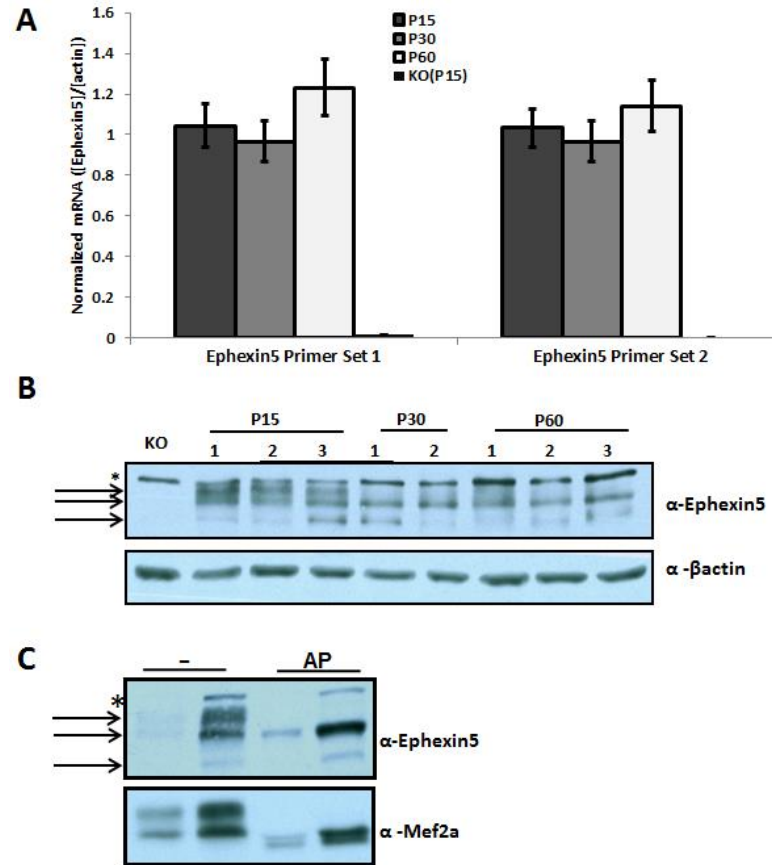 A
Normalized mRNA ([Ephexin5]/[actin]
1.6
1.4
1.2
1
0.8
0.6
0.4
0.2
0
P15
P30
P60
KO(P15)
Ephexin5 Primer Set 1
Ephexin5 Primer Set 2
B
KO
P15
P30
P60
1 2 3 1 2 1 2 3
*
α-Ephexin5
α -βactin
C
– AP
*
α-Ephexin5
α -Mef2a